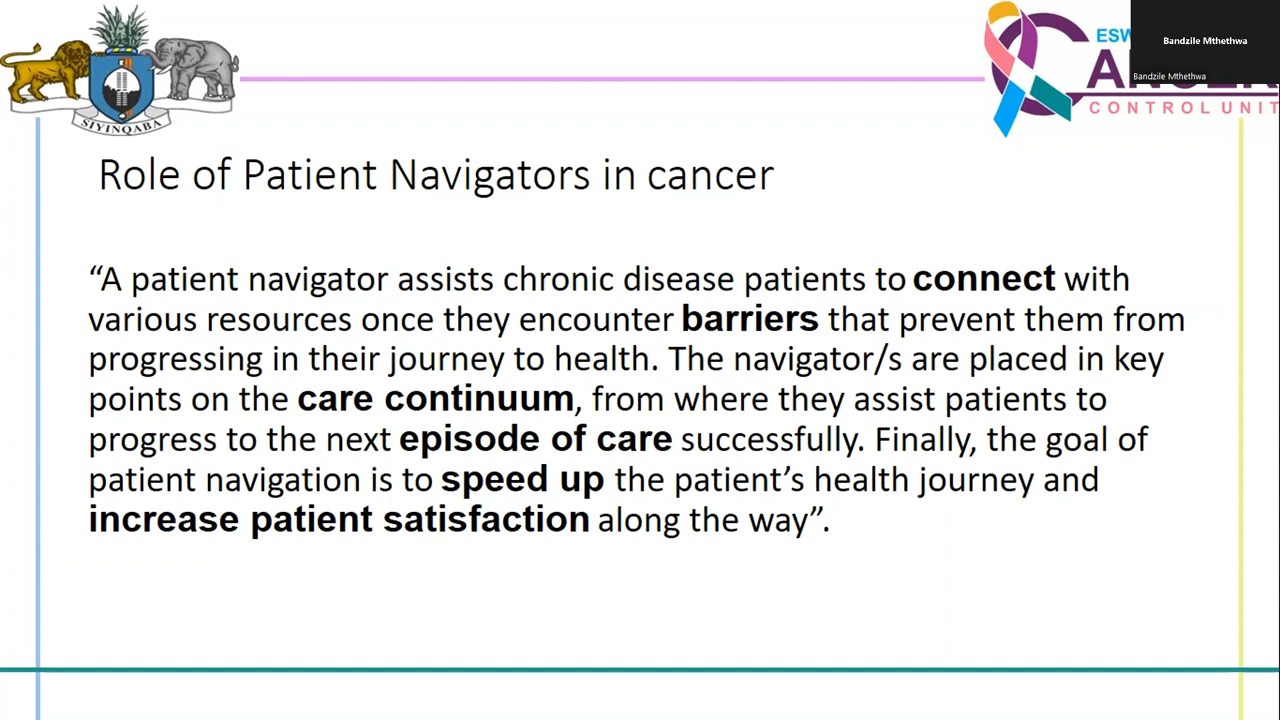 SIYINQABA
ESW
CONTROL UNIT
Bandzile Mthethwa
Bandzile Mthethwa
Role of Patient Navigators in cancer
“A patient navigator assists chronic disease patients to connect with
various resources once they encounter barriers that prevent them from
progressing in their journey to health. The navigator/s are placed in key
points on the care continuum, from where they assist patients to
progress to the next episode of care successfully. Finally, the goal of
patient navigation is to speed up the patient’s health journey and
increase patient satisfaction along the way”.